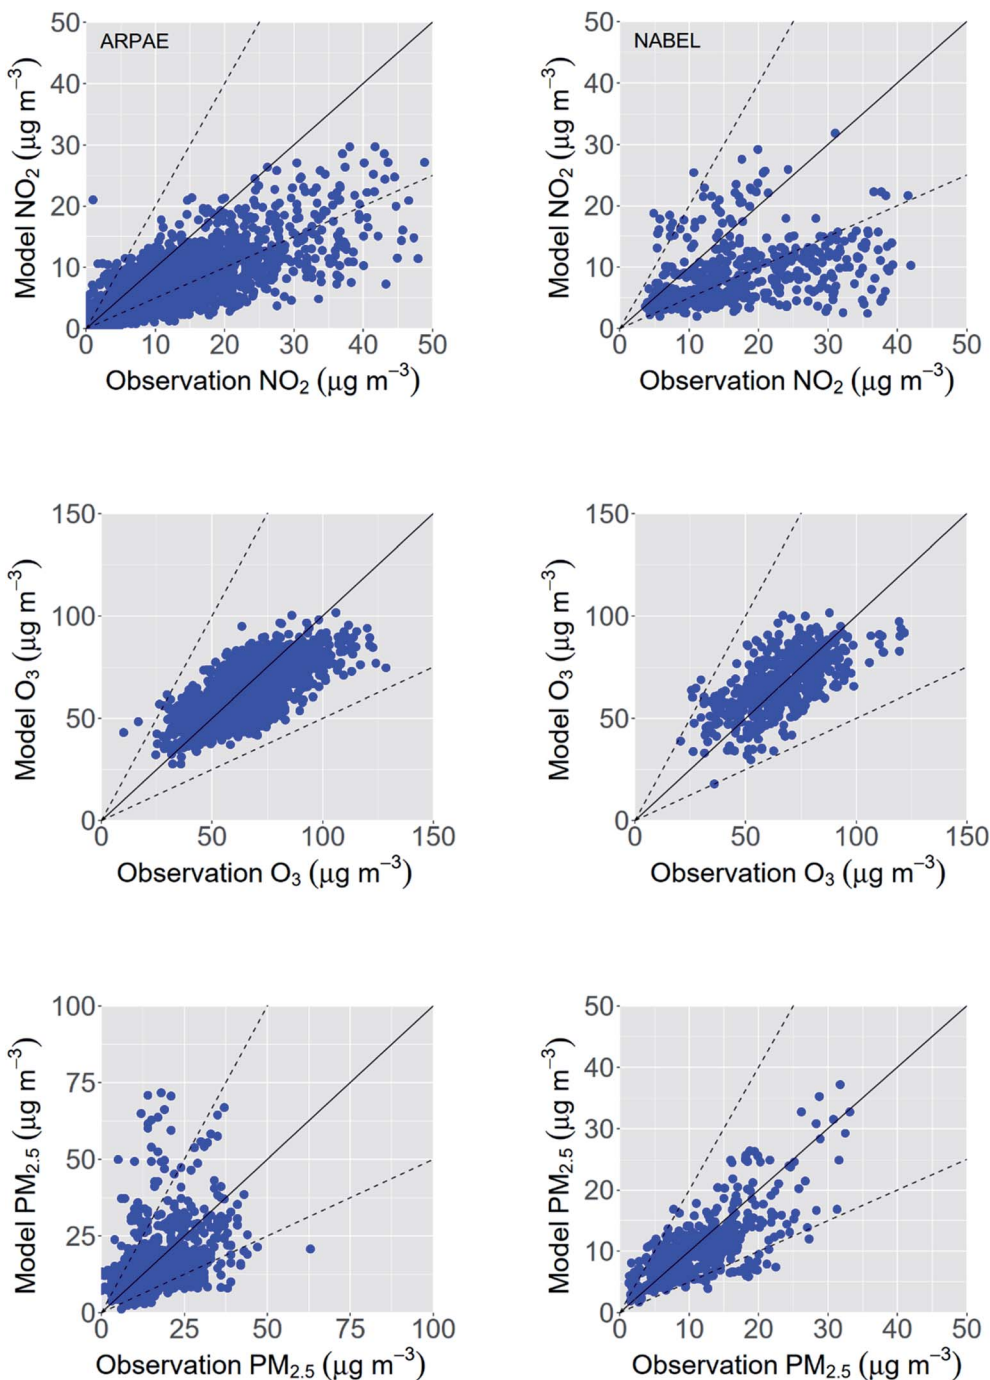 ARPAE
50
40
30
20
10
0
Model NO₂ (μg m⁻³)
0 10 20 30 40 50
Observation NO₂ (μg m⁻³)
NABEL
50
40
30
20
10
0
Model NO₂ (μg m⁻³)
0 10 20 30 40 50
Observation NO₂ (μg m⁻³)
150
100
50
0
Model O₃ (μg m⁻³)
0 50 100 150
Observation O₃ (μg m⁻³)
150
100
50
0
Model O₃ (μg m⁻³)
0 50 100 150
Observation O₃ (μg m⁻³)
100
75
50
25
0
Model PM₂.₅ (μg m⁻³)
0 25 50 75 100
Observation PM₂.₅ (μg m⁻³)
50
40
30
20
10
0
Model PM₂.₅ (μg m⁻³)
0 10 20 30 40 50
Observation PM₂.₅ (μg m⁻³)